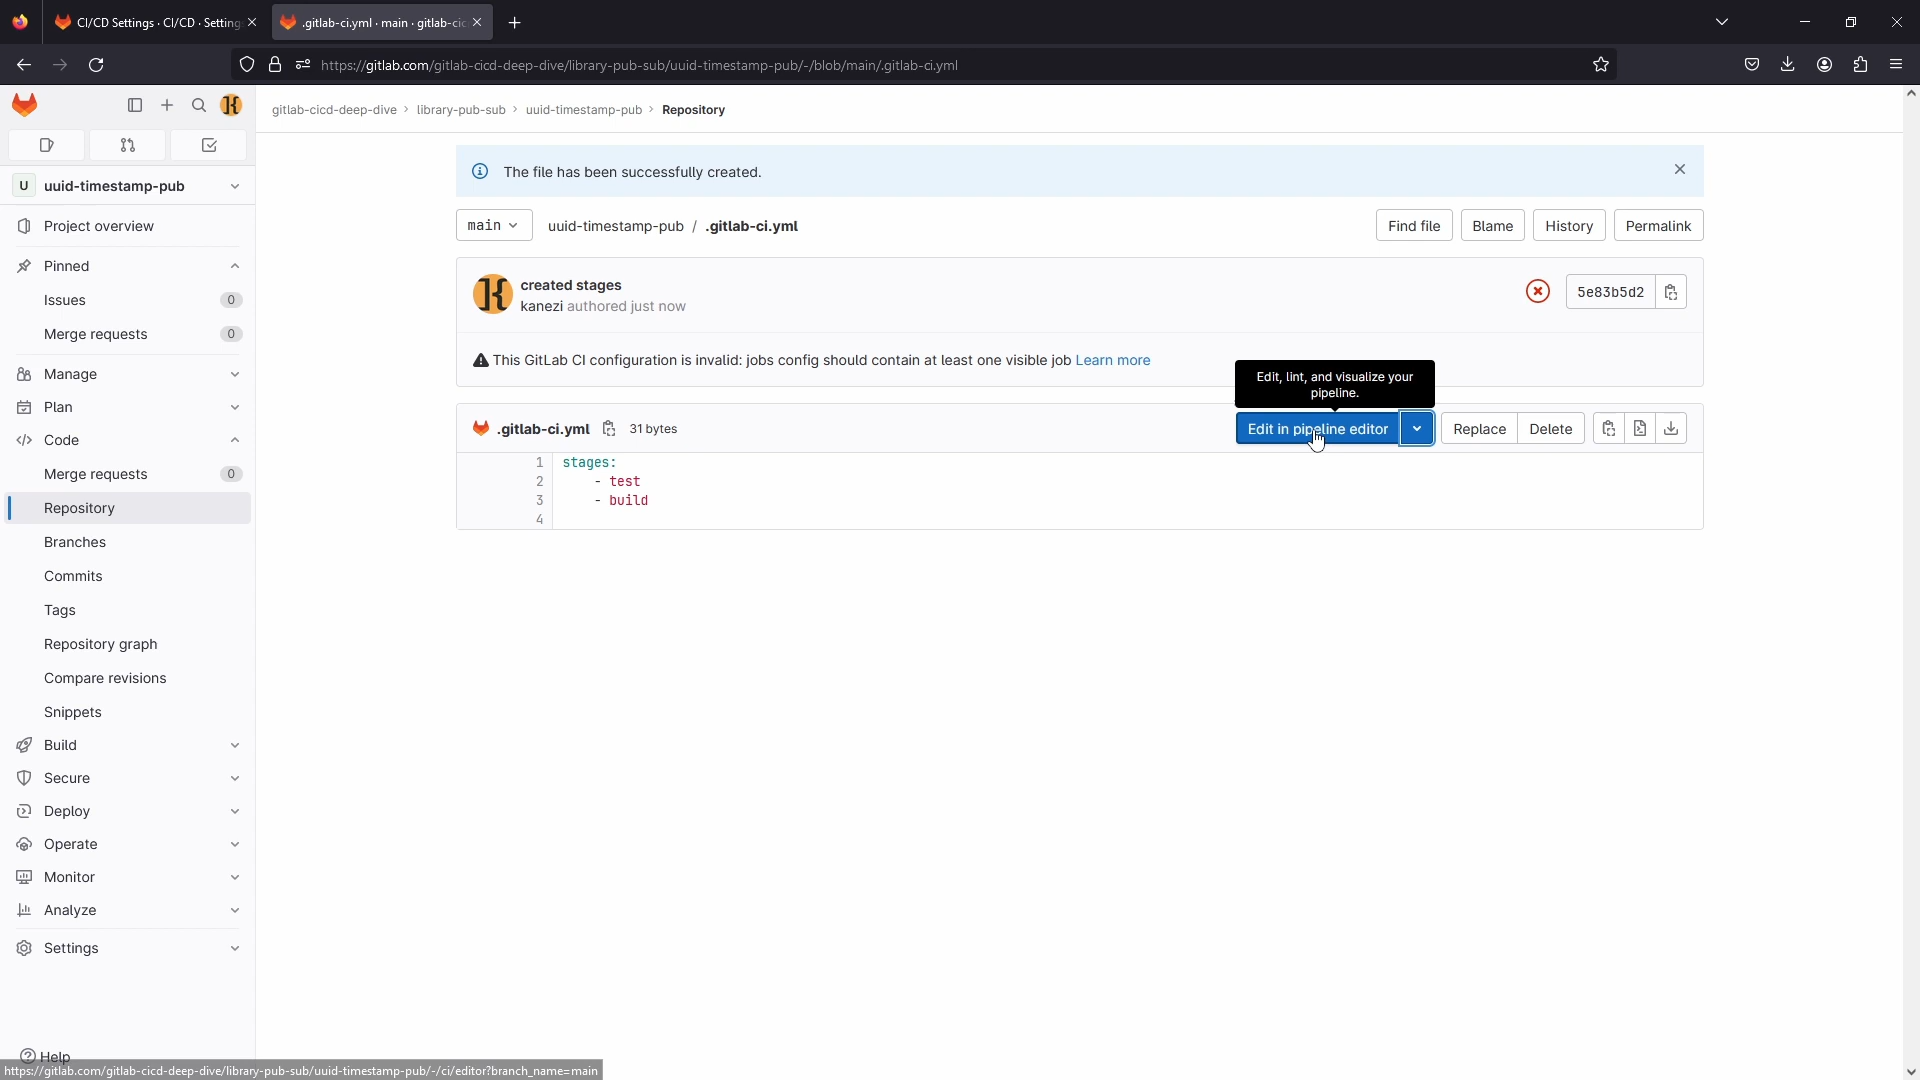 CI/CD Settings · CI/CD · Setting
.gitlab-ci.yml · main · gitlab-cic
https://gitlab.com/gitlab-cicd-deep-dive/library-pub-sub/uuid-timestamp-pub/-/blob/main/.gitlab-ci.yml
gitlab-cicd-deep-dive › library-pub-sub › uuid-timestamp-pub › Repository
U uuid-timestamp-pub
Project overview
Pinned
Issues 0
Merge requests 0
Manage
Plan
Code
Merge requests 0
Repository
Branches
Commits
Tags
Repository graph
Compare revisions
Snippets
Build
Secure
Deploy
Operate
Monitor
Analyze
Settings
Help
The file has been successfully created.
main uuid-timestamp-pub / .gitlab-ci.yml Find file Blame History Permalink
created stages
kanezi authored just now
5e83b5d2
This GitLab CI configuration is invalid: jobs config should contain at least one visible job Learn more
Edit, lint, and visualize your
pipeline.
.gitlab-ci.yml 31 bytes Edit in pipeline editor Replace Delete
1 stages:
2 - test
3 - build
4
https://gitlab.com/gitlab-cicd-deep-dive/library-pub-sub/uuid-timestamp-pub/-/ci/editor?branch_name=main